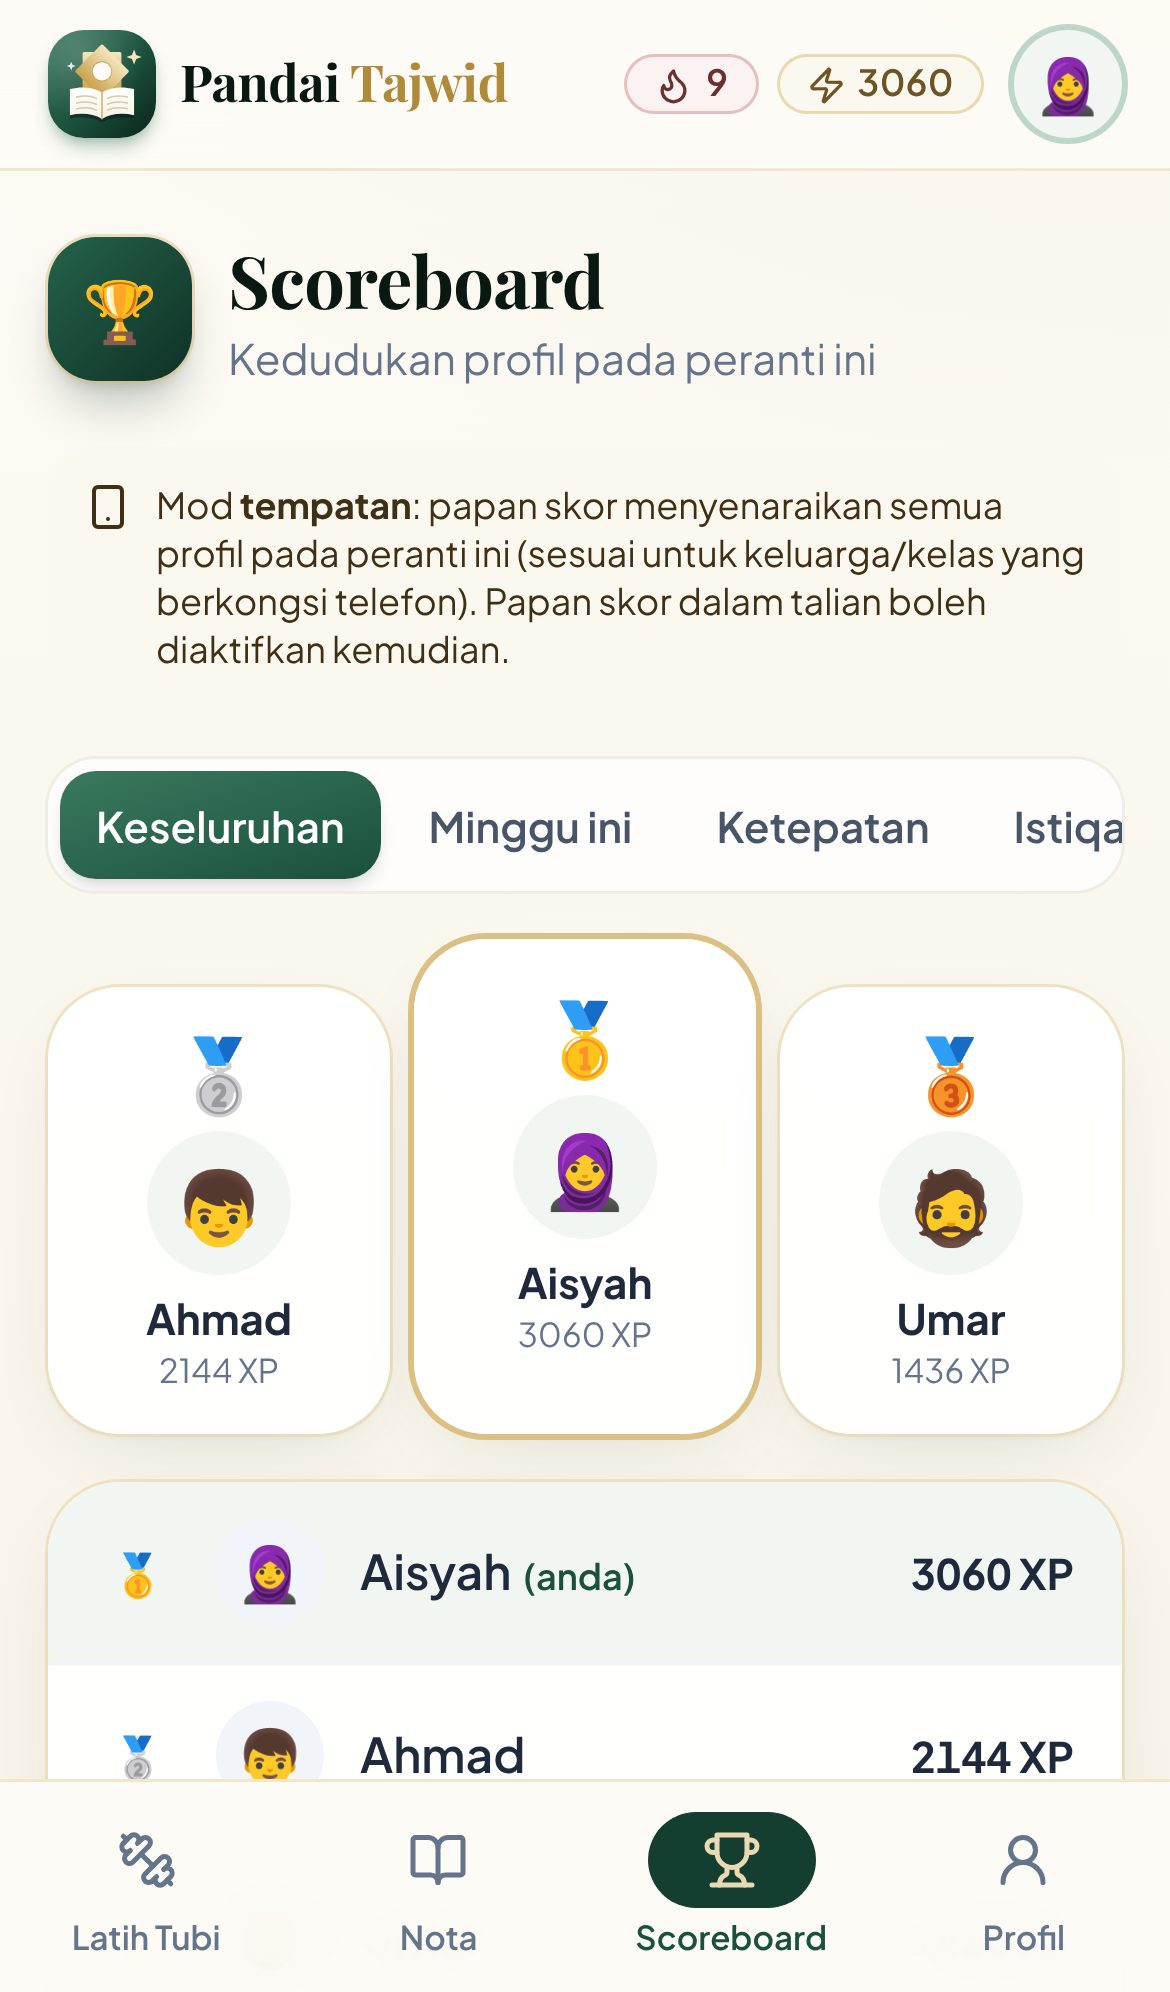 Pandai Tajwid
9
3060
Scoreboard
Kedudukan profil pada peranti ini
Mod tempatan: papan skor menyenaraikan semua
profil pada peranti ini (sesuai untuk keluarga/kelas yang
berkongsi telefon). Papan skor dalam talian boleh
diaktifkan kemudian.
Keseluruhan
Minggu ini
Ketepatan
Istiqa
2
Ahmad
2144 XP
1
Aisyah
3060 XP
3
Umar
1436 XP
1
Aisyah (anda)
3060 XP
2
Ahmad
2144 XP
Latih Tubi
Nota
Scoreboard
Profil